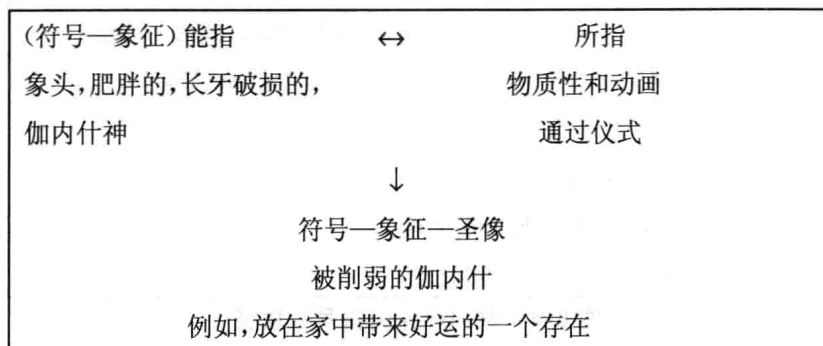 (符号—象征)能指 ↔ 所指
象头,肥胖的,长牙破损的, 物质性和动画
伽内什神 通过仪式
↓
符号—象征—圣像
被削弱的伽内什
例如,放在家中带来好运的一个存在